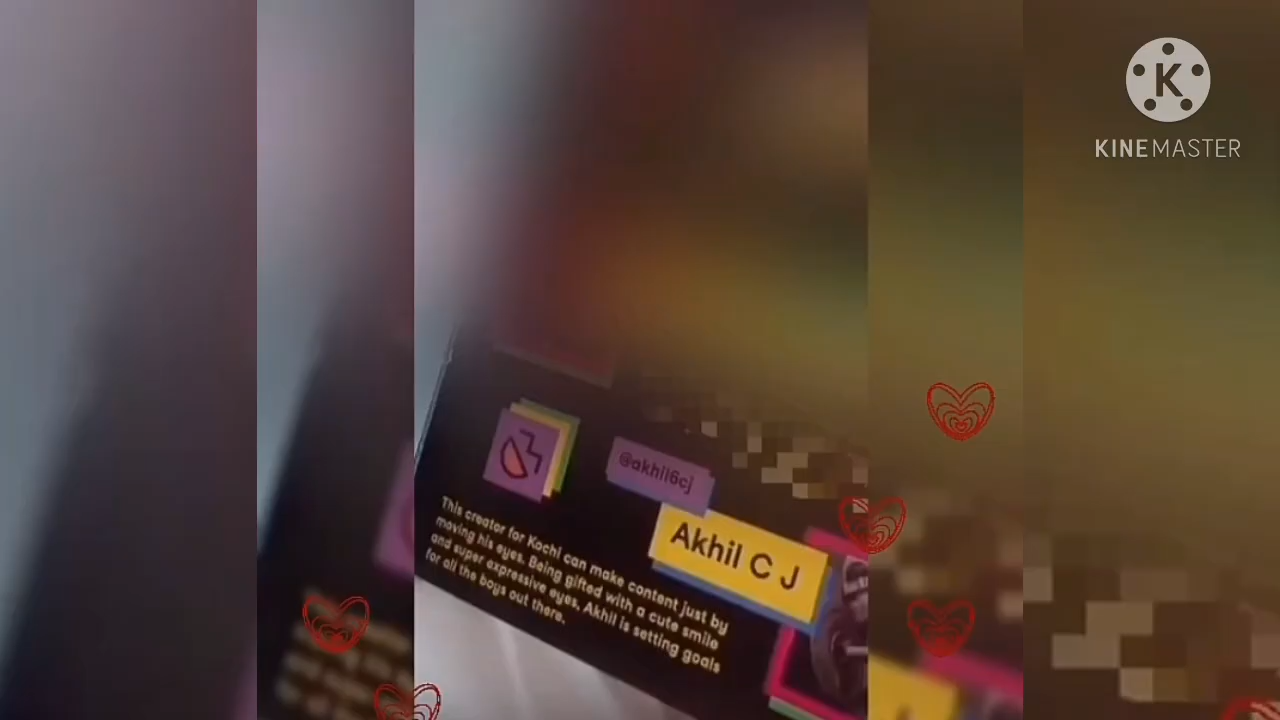 K
KINEMASTER
@akhil6cj
Akhil C J
This creator for Kochi can make content just by
moving his eyes. Being gifted with a cute smile
and super expressive eyes, Akhil is setting goals
for all the boys out there.